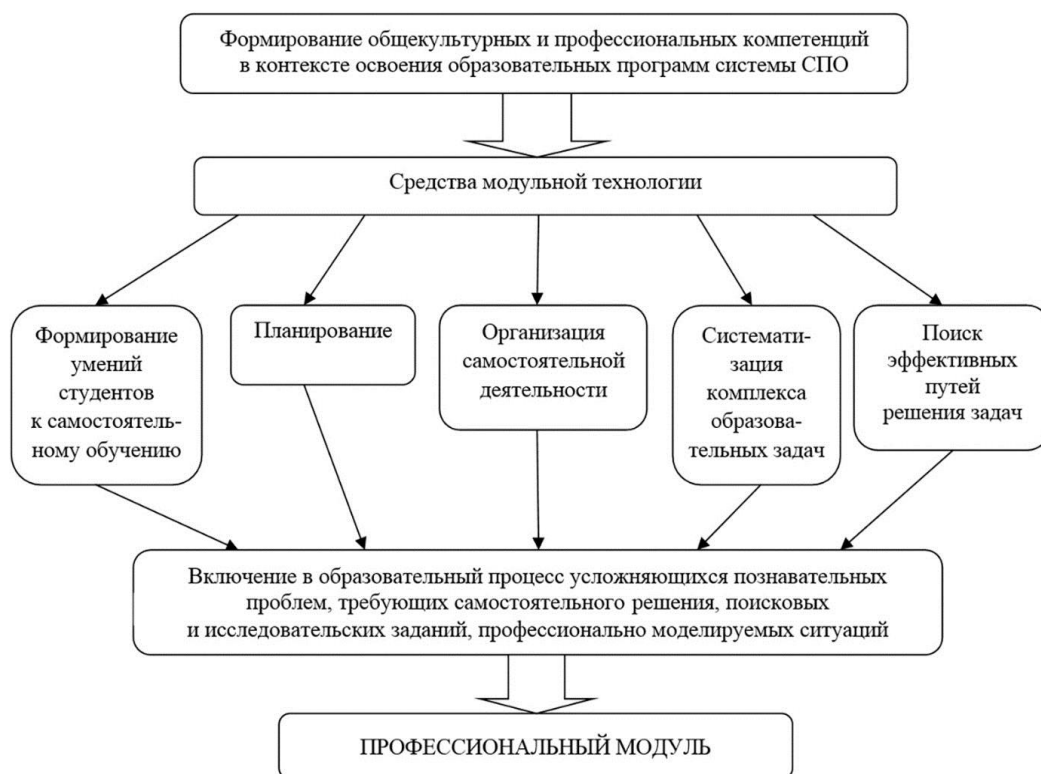 Формирование общекультурных и профессиональных компетенций
в контексте освоения образовательных программ системы СПО
Средства модульной технологии
Формирование
умений
студентов
к самостоятель-
ному обучению
Планирование
Организация
самостоятельной
деятельности
Системати-
зация
комплекса
образова-
тельных задач
Поиск
эффективных
путей
решения задач
Включение в образовательный процесс усложняющихся познавательных
проблем, требующих самостоятельного решения, поисковых
и исследовательских заданий, профессионально моделируемых ситуаций
ПРОФЕССИОНАЛЬНЫЙ МОДУЛЬ